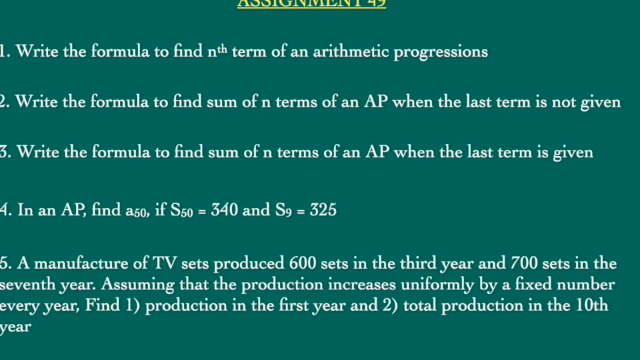 ASSIGNMENT 49
1. Write the formula to find nth term of an arithmetic progressions
2. Write the formula to find sum of n terms of an AP when the last term is not given
3. Write the formula to find sum of n terms of an AP when the last term is given
4. In an AP, find a50, if S50 = 340 and S9 = 325
5. A manufacture of TV sets produced 600 sets in the third year and 700 sets in the
seventh year. Assuming that the production increases uniformly by a fixed number
every year, Find 1) production in the first year and 2) total production in the 10th
year